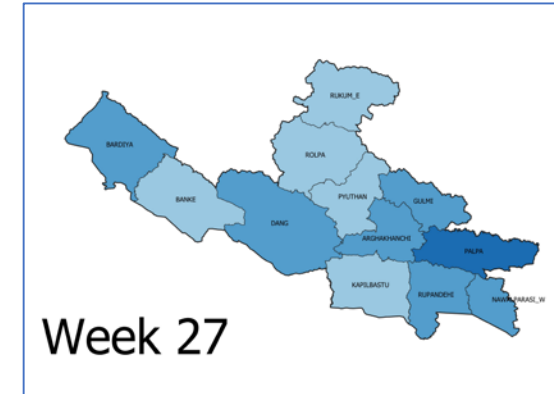 RUKUM_E
BARDIYA
ROLPA
BANKE
PYUTHAN
GULMI
DANG
ARGHAKHANCHI
PALPA
KAPILBASTU
RUPANDEHI
NAWALPARASI_W
Week 27